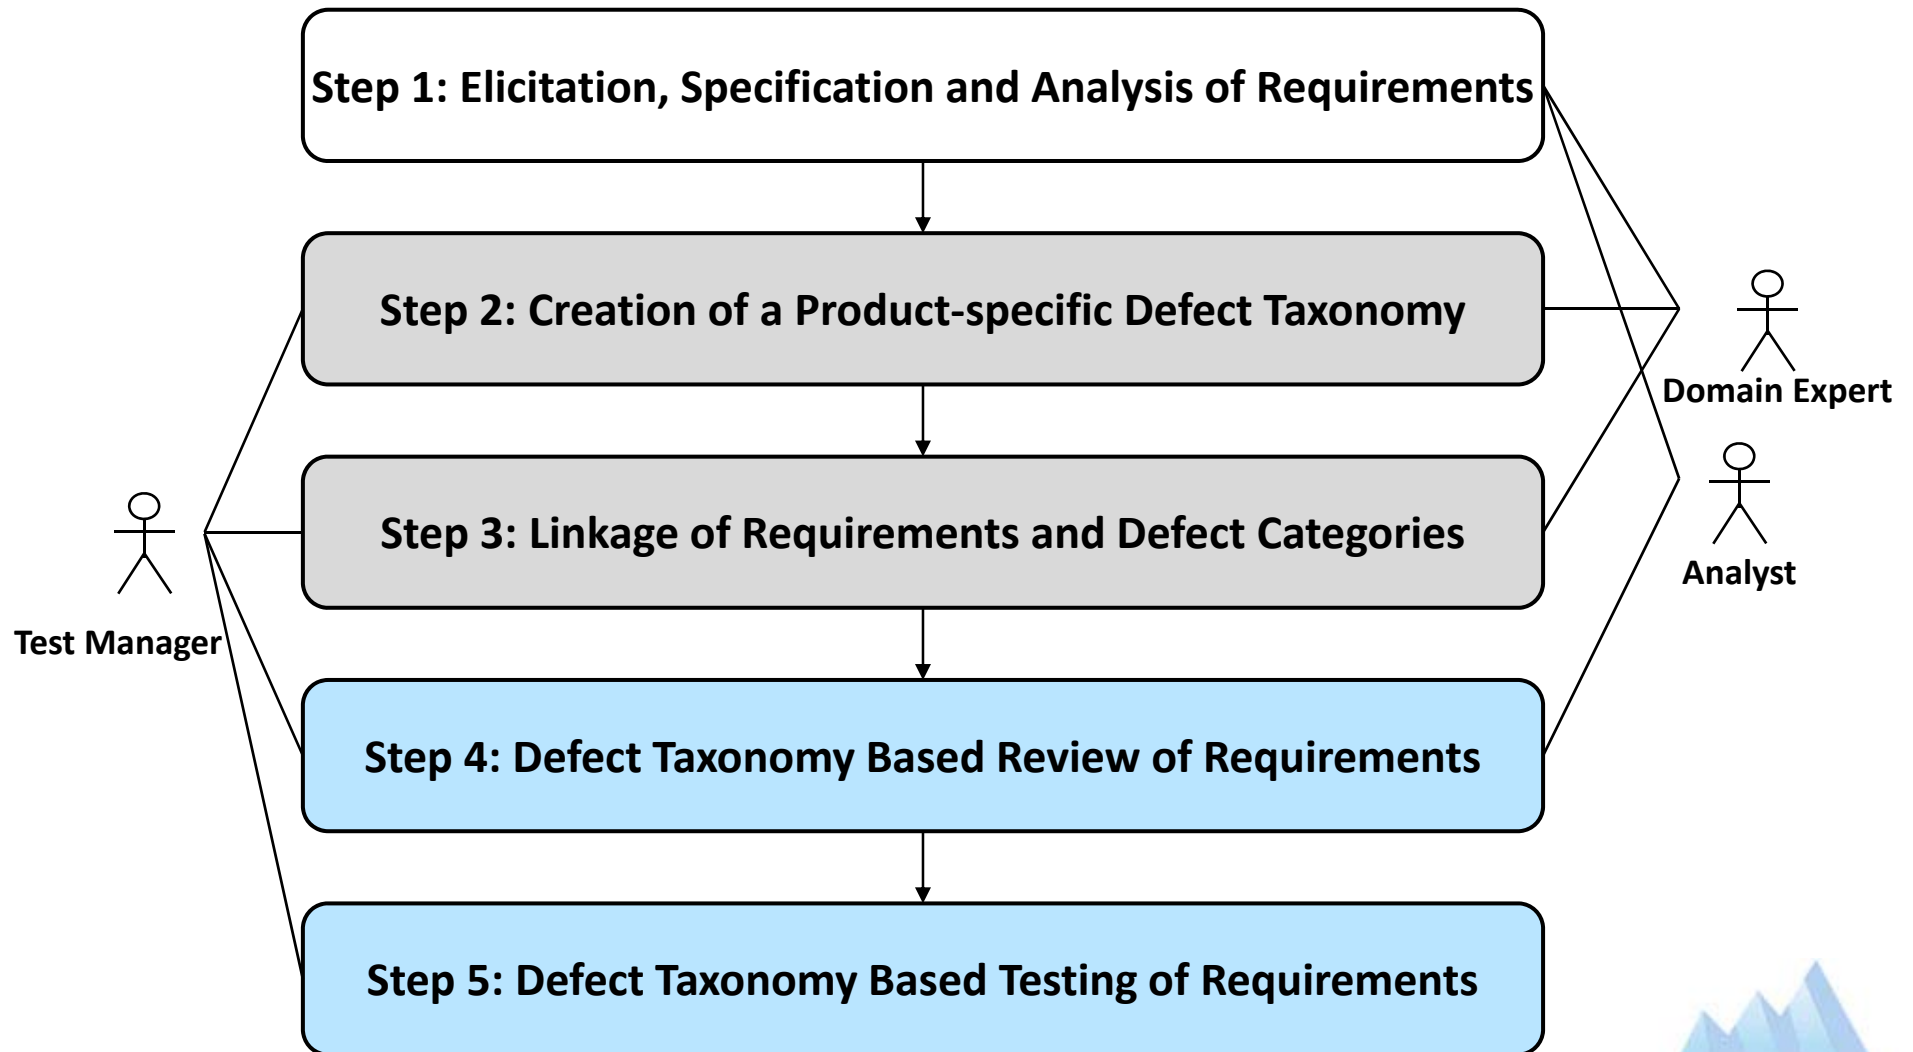 Step 1: Elicitation, Specification and Analysis of Requirements
Step 2: Creation of a Product-specific Defect Taxonomy
Domain Expert
Step 3: Linkage of Requirements and Defect Categories
Analyst
Test Manager
Step 4: Defect Taxonomy Based Review of Requirements
Step 5: Defect Taxonomy Based Testing of Requirements